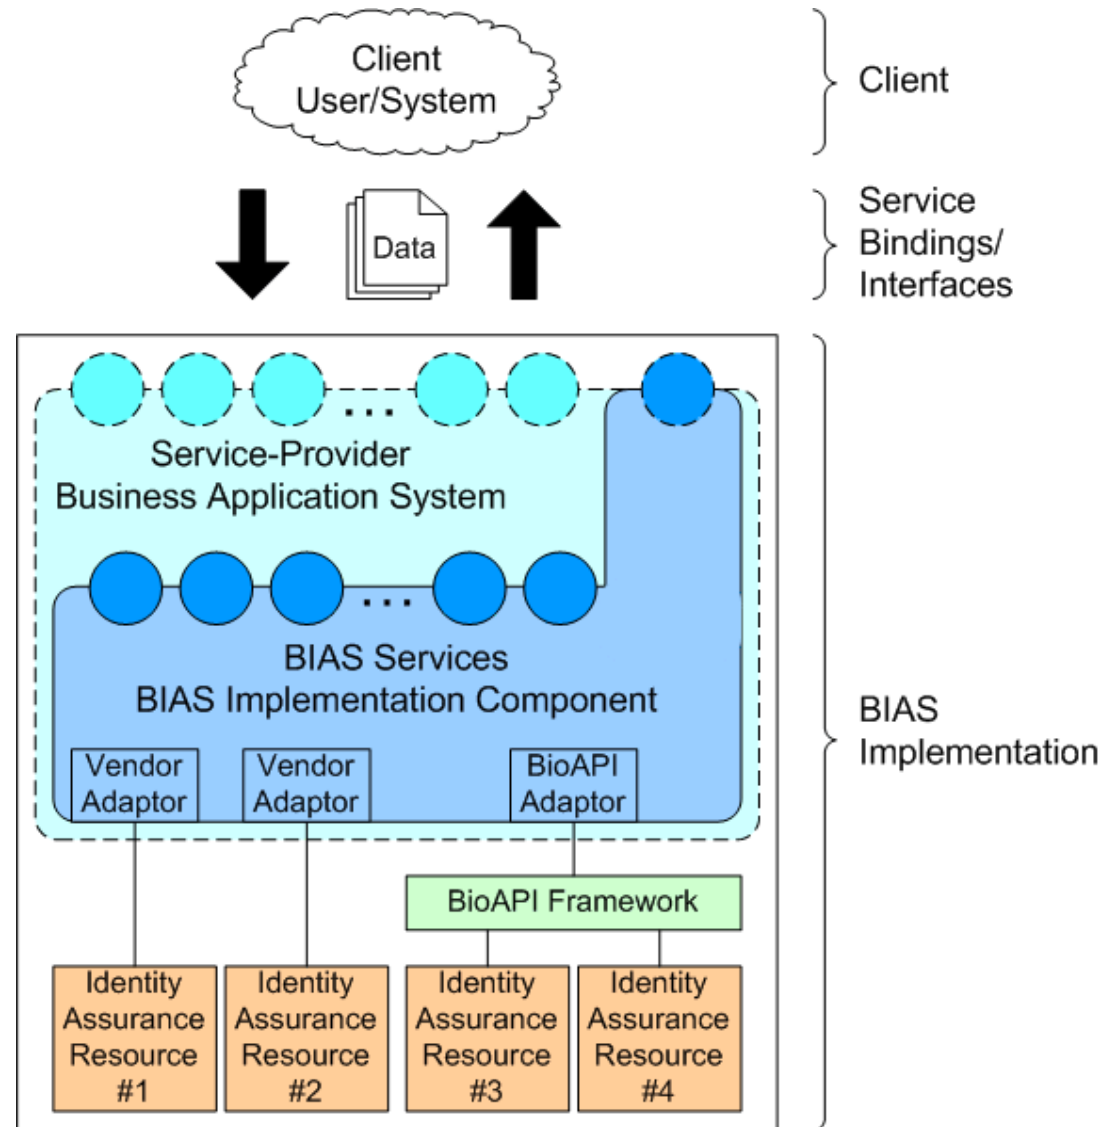 Client
User/System
Client
Data
Service
Bindings/
Interfaces
...
Service-Provider
Business Application System
...
BIAS Services
BIAS Implementation Component
BIAS
Implementation
Vendor
Adaptor
Vendor
Adaptor
BioAPI
Adaptor
BioAPI Framework
Identity
Assurance
Resource
#1
Identity
Assurance
Resource
#2
Identity
Assurance
Resource
#3
Identity
Assurance
Resource
#4